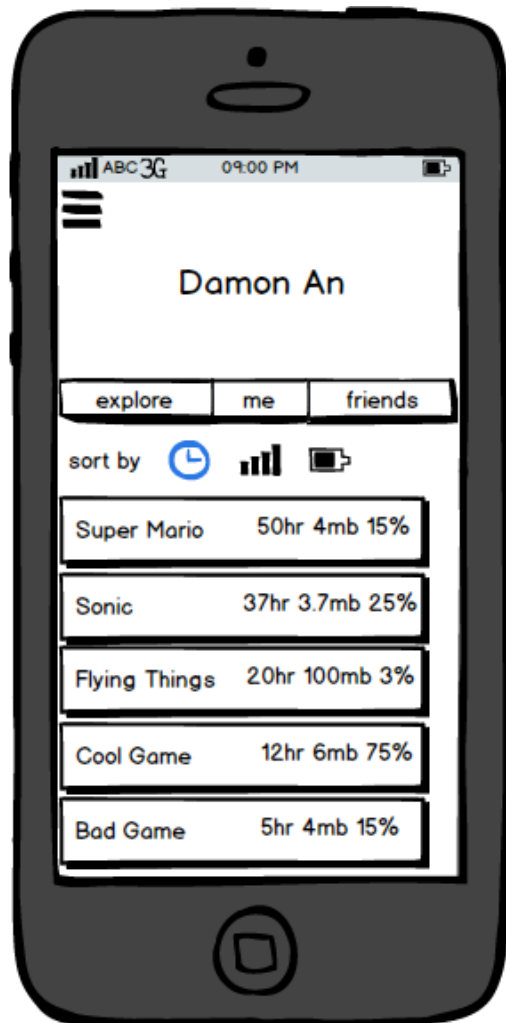 ABC 3G 09:00 PM
Damon An
explore me friends
sort by
Super Mario 50hr 4mb 15%
Sonic 37hr 3.7mb 25%
Flying Things 20hr 100mb 3%
Cool Game 12hr 6mb 75%
Bad Game 5hr 4mb 15%